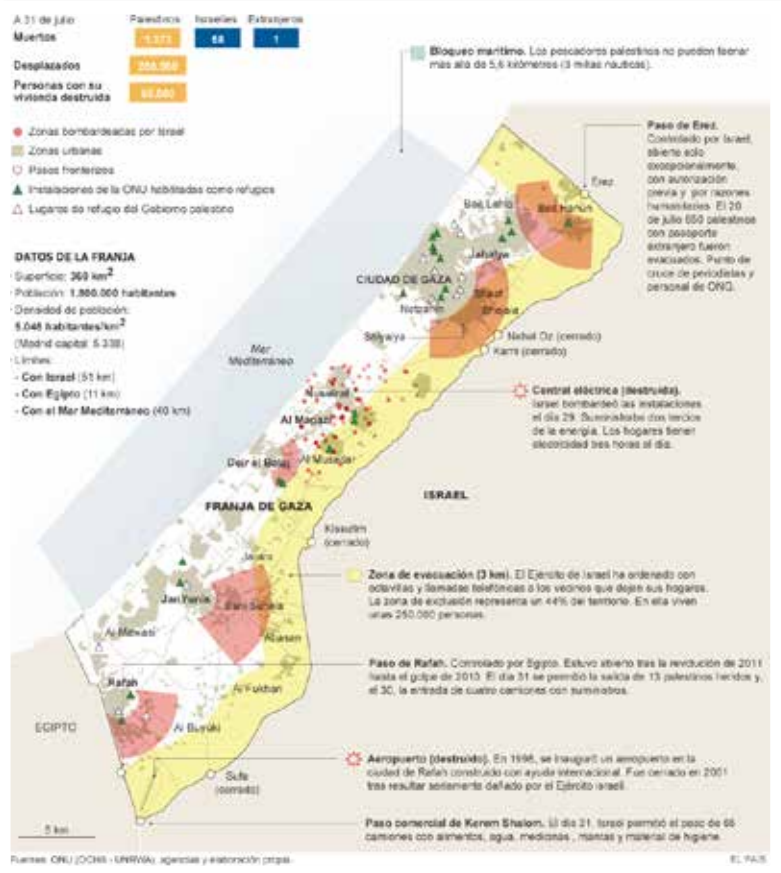 A 31 de julio
Palestinos Israelíes Extranjeros
Muertos
1
Desplazados
Personas con su
vivienda destruida
Zonas bombardeadas por Israel
Zonas urbanas
Pasos fronterizos
Instalaciones de la ONU habilitadas como refugios
Lugares de refugio del Gobierno palestino
DATOS DE LA FRANJA
Superficie: 360 km²
Población: 1.800.000 habitantes
Densidad de población:
5.046 habitantes/km²
(Madrid capital: 5.338)
Límites:
- Con Israel (51 km)
- Con Egipto (11 km)
- Con el Mar Mediterráneo (40 km)
Bloqueo marítimo. Los pescadores palestinos no pueden faenar
más allá de 5,6 kilómetros (3 millas náuticas).
Paso de Erez.
Controlado por Israel,
abierto solo
excepcionalmente,
con autorización
previa y por razones
humanitarias. El 20
de julio 650 palestinos
con pasaporte
extranjero fueron
evacuados. Punto de
cruce de periodistas y
personal de ONG.
Erez
Beit Lahia
Beit Hanun
Jabalya
CIUDAD DE GAZA
Netzarim
Nahal Oz (cerrado)
Karni (cerrado)
Mar
Mediterráneo
Nuseirat
Al Magazi
Deir el Balaj
Central eléctrica (destruida).
Israel bombardeó las instalaciones
el día 29. Suministraba dos tercios
de la energía. Los hogares tienen
electricidad tres horas al día.
ISRAEL
FRANJA DE GAZA
Kissufim
(cerrado)
Zona de evacuación (3 km). El Ejército de Israel ha ordenado con
octavillas y llamadas telefónicas a los vecinos que dejen sus hogares.
La zona de exclusión representa un 44% del territorio. En ella viven
unas 250.000 personas.
Jan Yunis
Bani Suhaila
Al Mawasi
Abasan
Paso de Rafah. Controlado por Egipto. Estuvo abierto tras la revolución de 2011
hasta el golpe de 2013. El día 31 se permitió la salida de 13 palestinos heridos y,
el 30, la entrada de cuatro camiones con suministros.
Rafah
Al Fukhari
EGIPTO
Al Buyuki
Sufa
(cerrado)
Aeropuerto (destruido). En 1998, se inauguró un aeropuerto en la
ciudad de Rafah construido con ayuda internacional. Fue cerrado en 2001
tras resultar seriamente dañado por el Ejército israelí.
Paso comercial de Kerem Shalom. El día 31, Israel permitió el paso de
camiones con alimentos, agua, medicinas, mantas y material de higiene.
5 km
Fuentes: ONU (OCHA - UNRWA), agencias y elaboración propia.
EL PAÍS